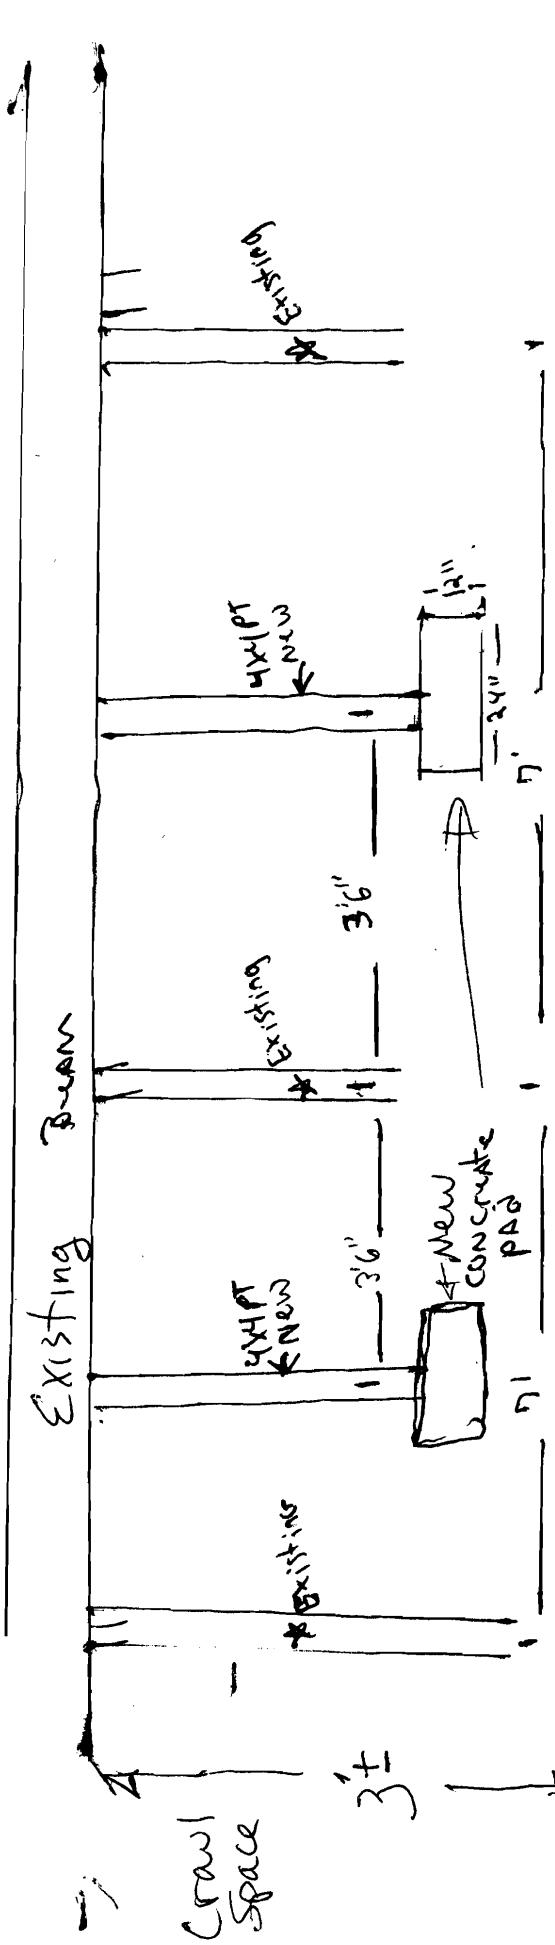 Existing Beam
Existing
4x4 PT
New
Existing
4x4 PT
New
Existing
3'6"
3'6"
12"
24"
New
concreate
PAD
7'
7'
3' ±
Crawl
Space